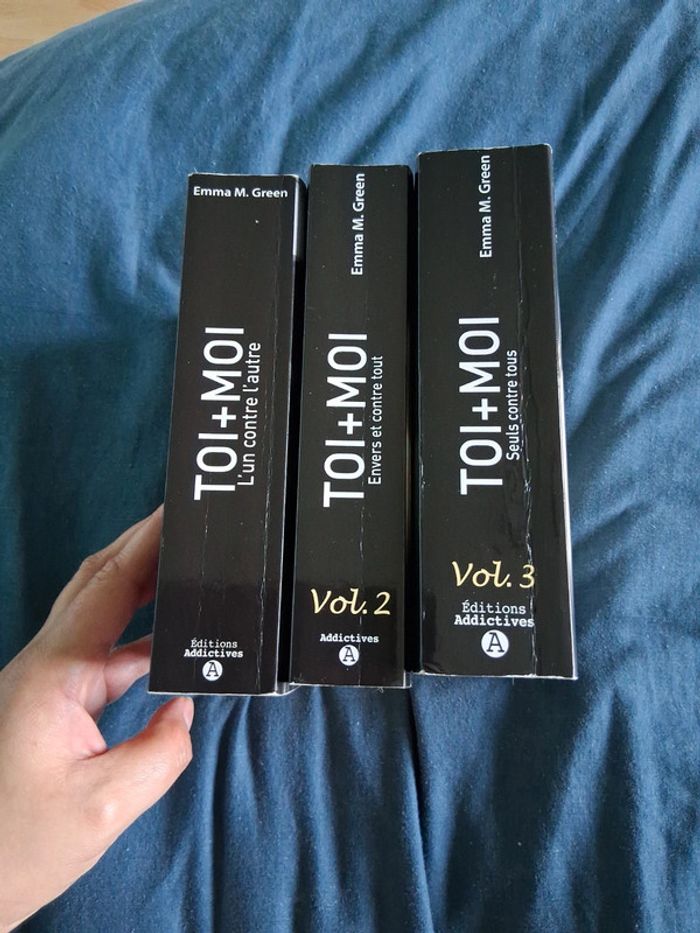 Emma M. Green
TOI+MOI
L'un contre l'autre
Éditions
Addictives
A
Emma M. Green
TOI+MOI
Envers et contre tout
Vol. 2
Addictives
A
Emma M. Green
TOI+MOI
Seuls contre tous
Vol. 3
Éditions
Addictives
A